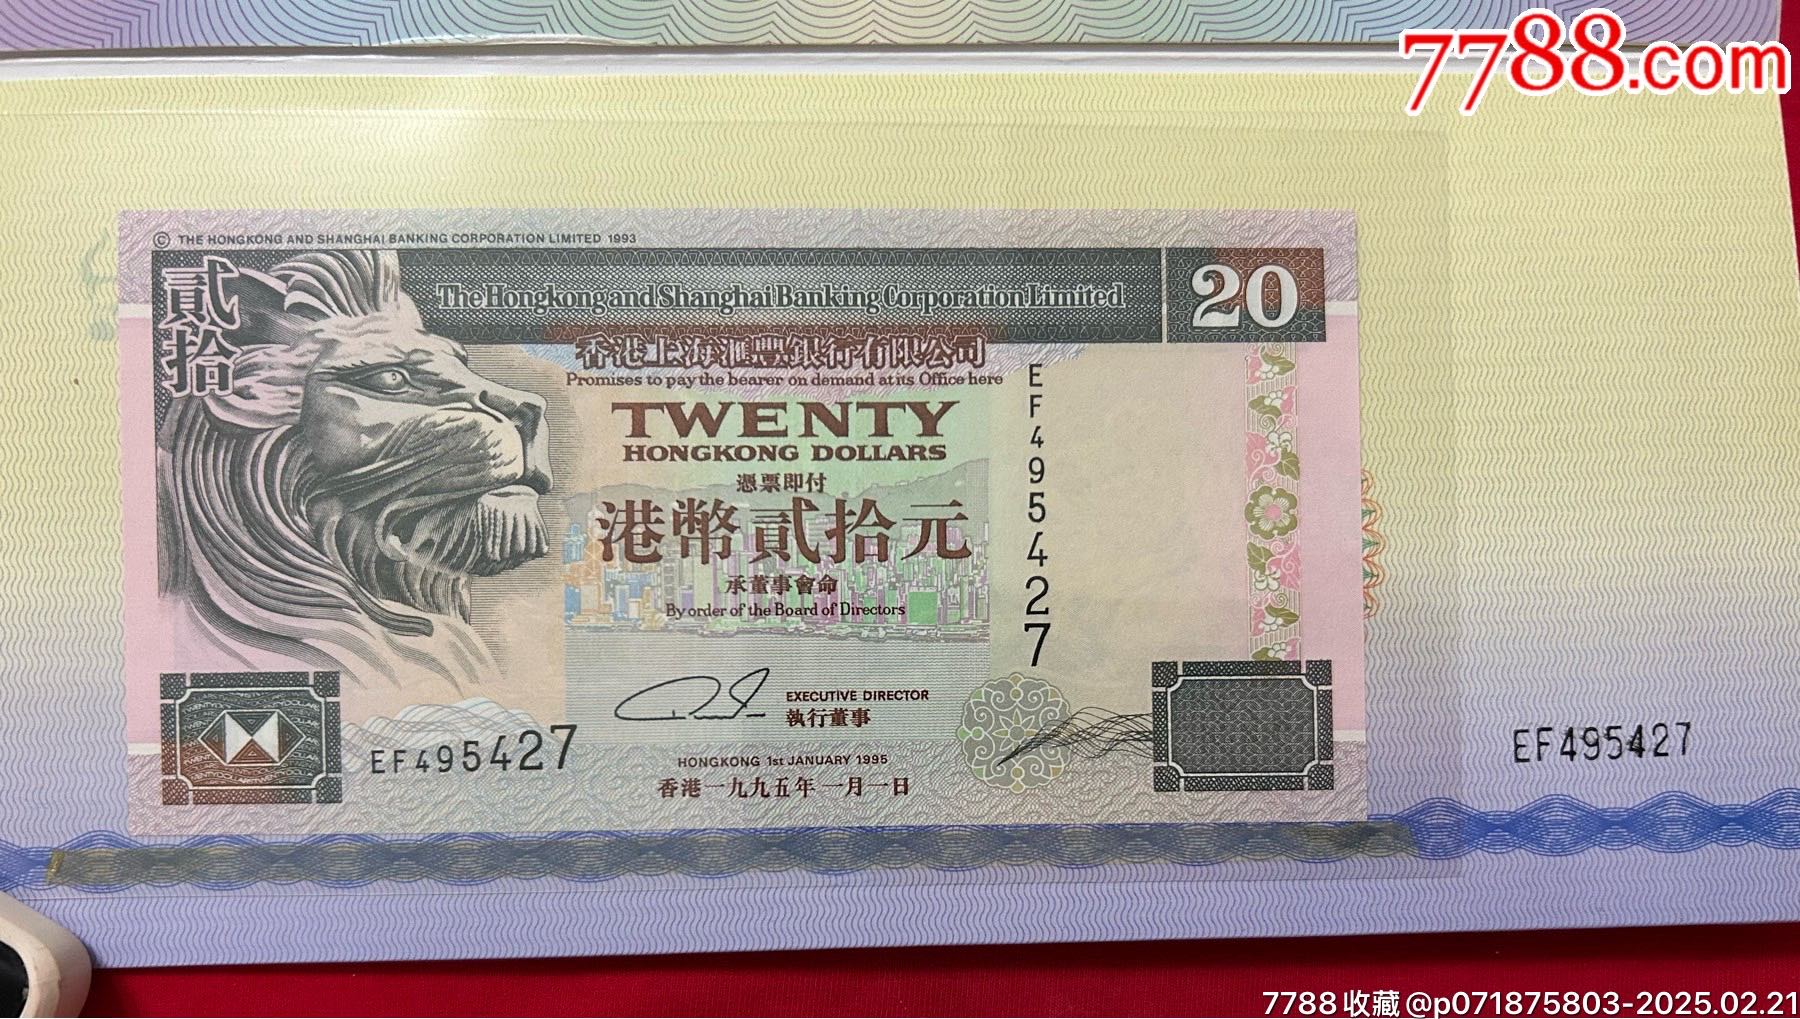 7788.com
© THE HONGKONG AND SHANGHAI BANKING CORPORATION LIMITED 1993
貳拾
The Hongkong and Shanghai Banking Corporation Limited
20
香港上海滙豐銀行有限公司
Promises to pay the bearer on demand at its Office here
EF495427
TWENTY
HONGKONG DOLLARS
憑票即付
港幣貳拾元
承董事會命
By order of the Board of Directors
EXECUTIVE DIRECTOR
執行董事
EF495427
HONGKONG 1st JANUARY 1995
香港一九九五年一月一日
EF495427
7788收藏@p071875803-2025.02.21